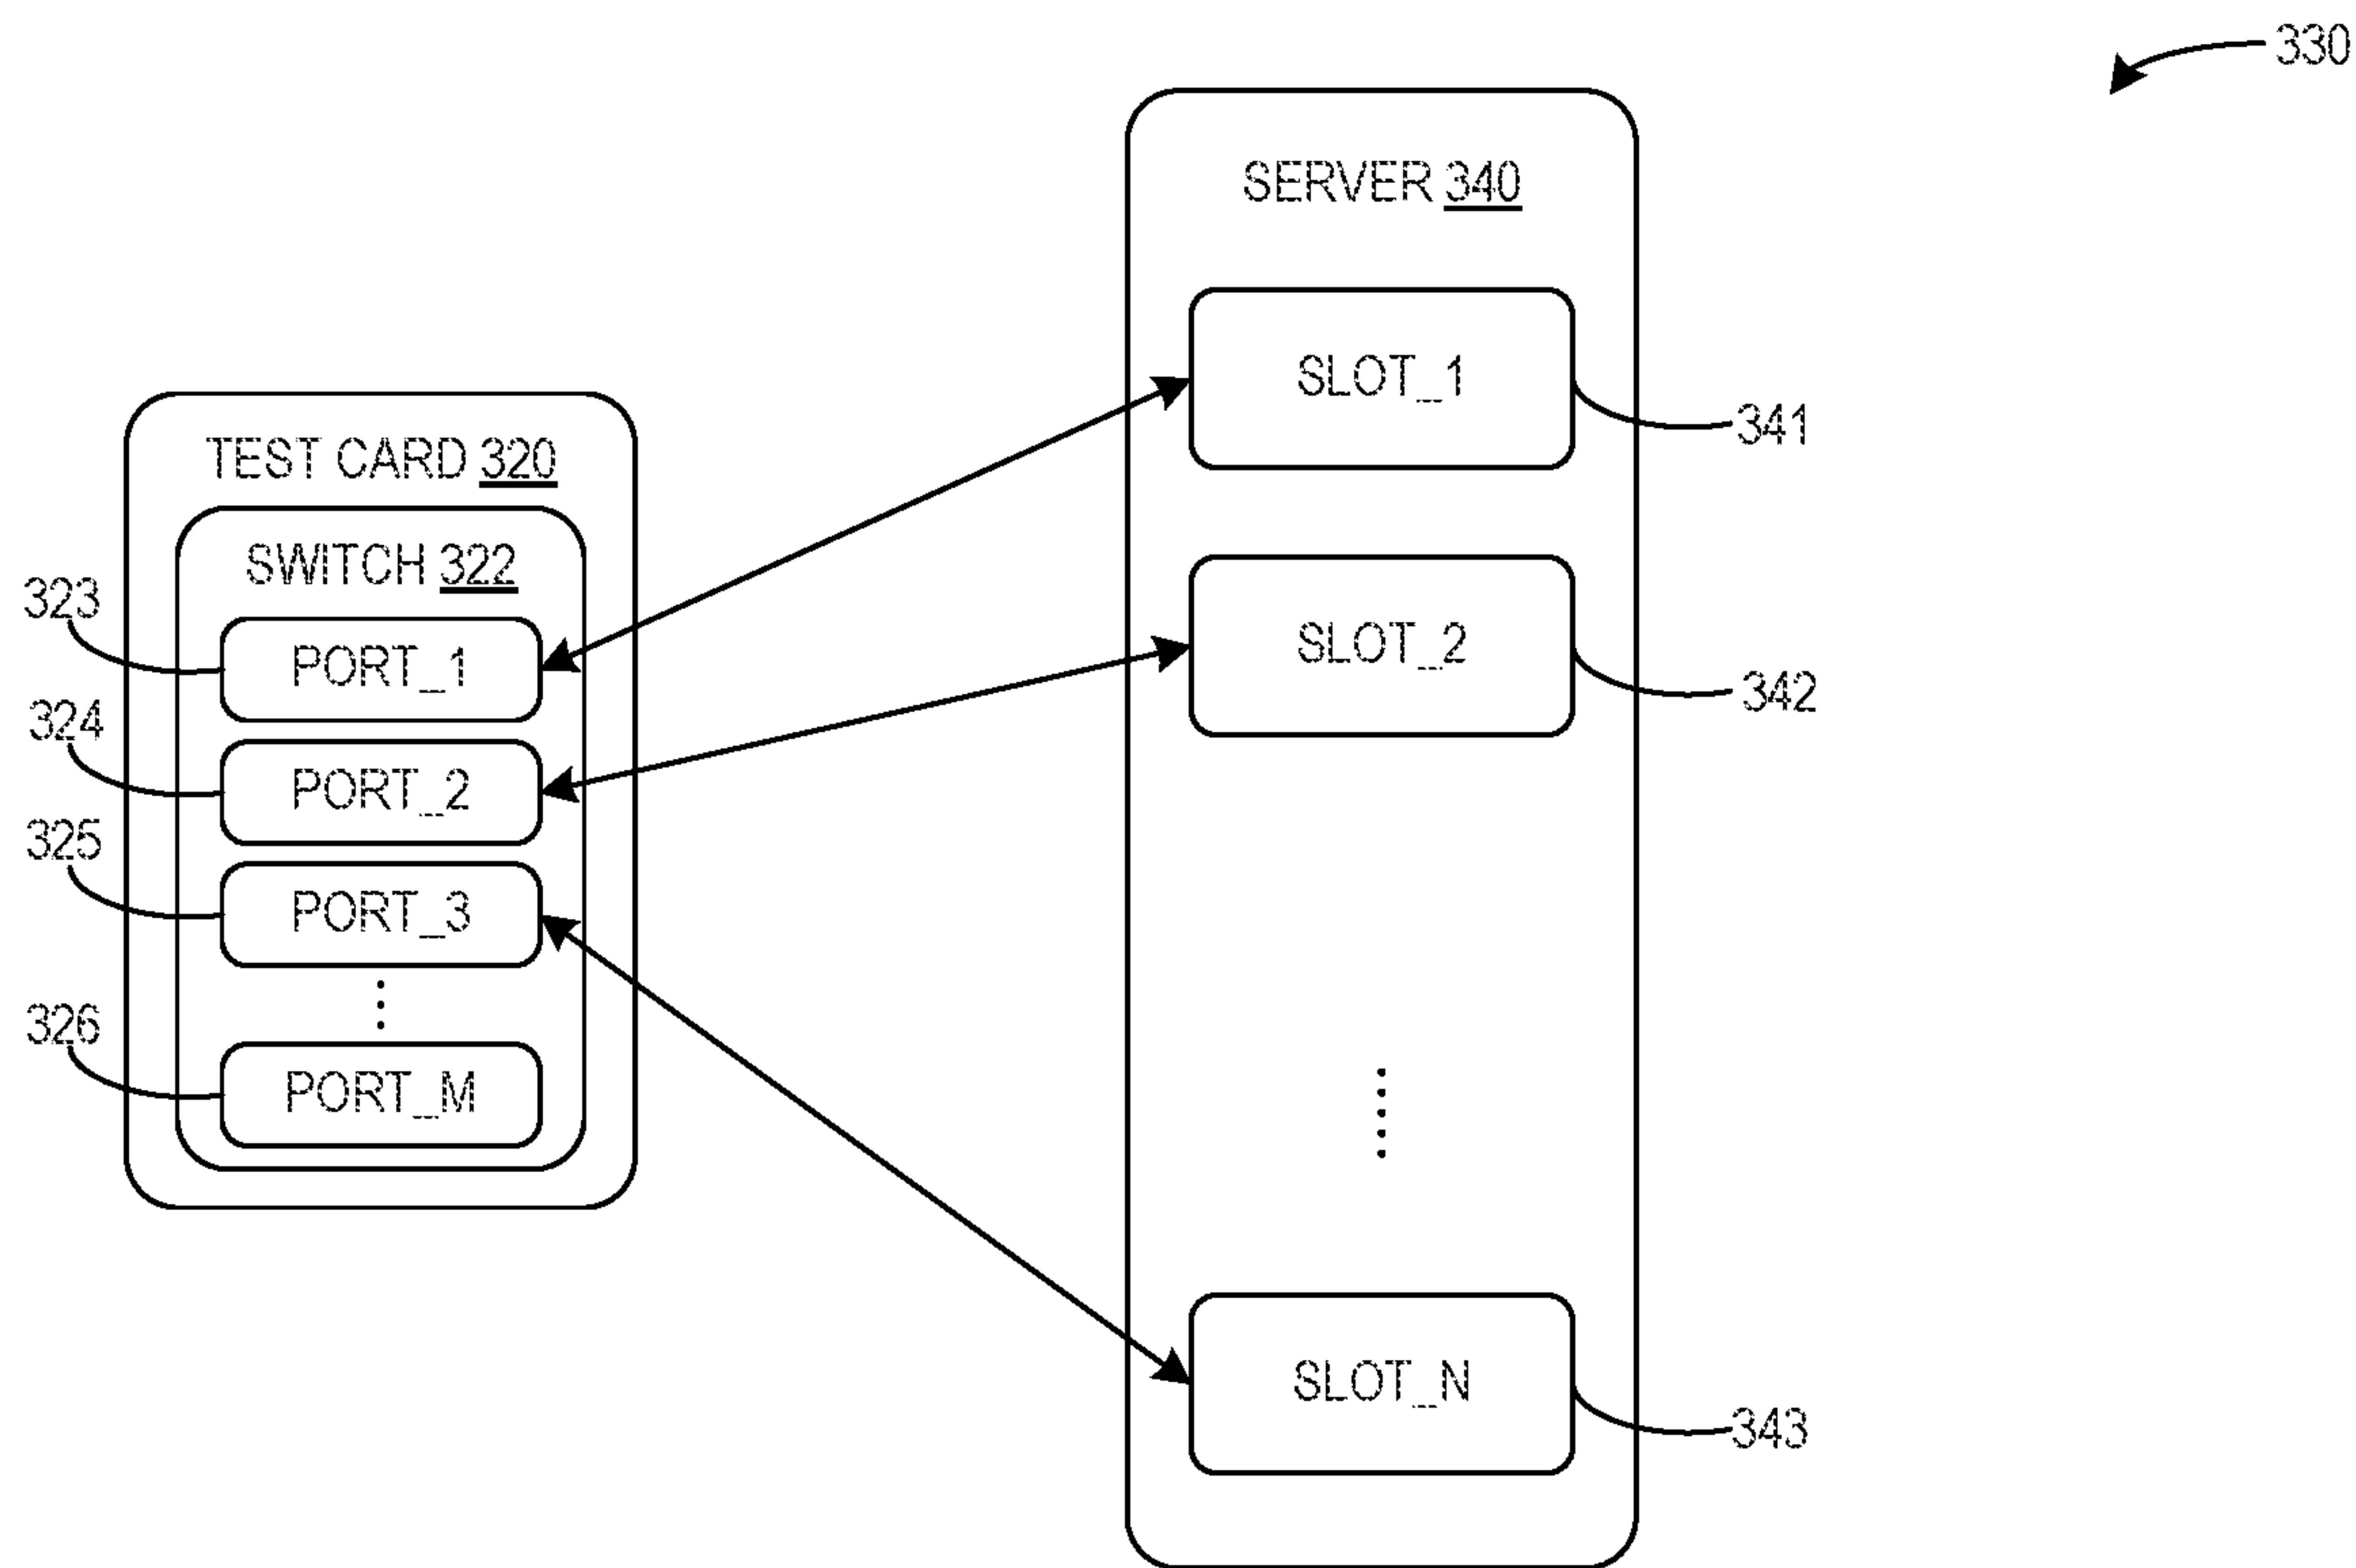 330
SERVER 340
SLOT_1
341
TEST CARD 320
SWITCH 322
323
PORT_1
SLOT_2
342
324
PORT_2
325
PORT_3
326
PORT_M
SLOT_N
343